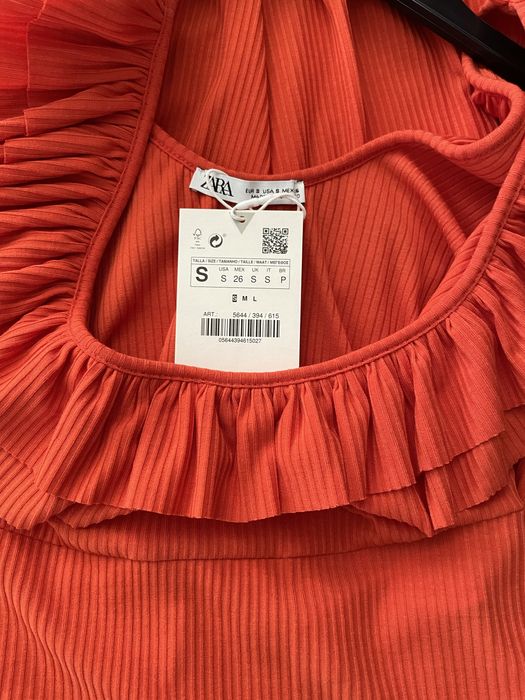 ZARA
EUR S USA S MEX
TALLA / SIZE / TAMANHO / TAILLE / MAAT / ΜΕΓΕΘΟΣ
S
USA MEX UK IT BR
S 26 S S P
S M L
ART.: 5644 / 394 / 615
05644394615027